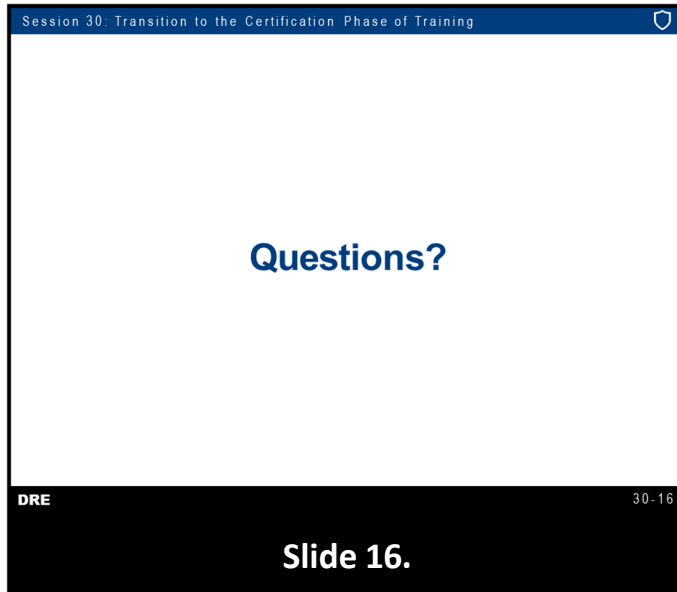 Session 30: Transition to the Certification Phase of Training
Questions?
DRE
30-16
Slide 16.